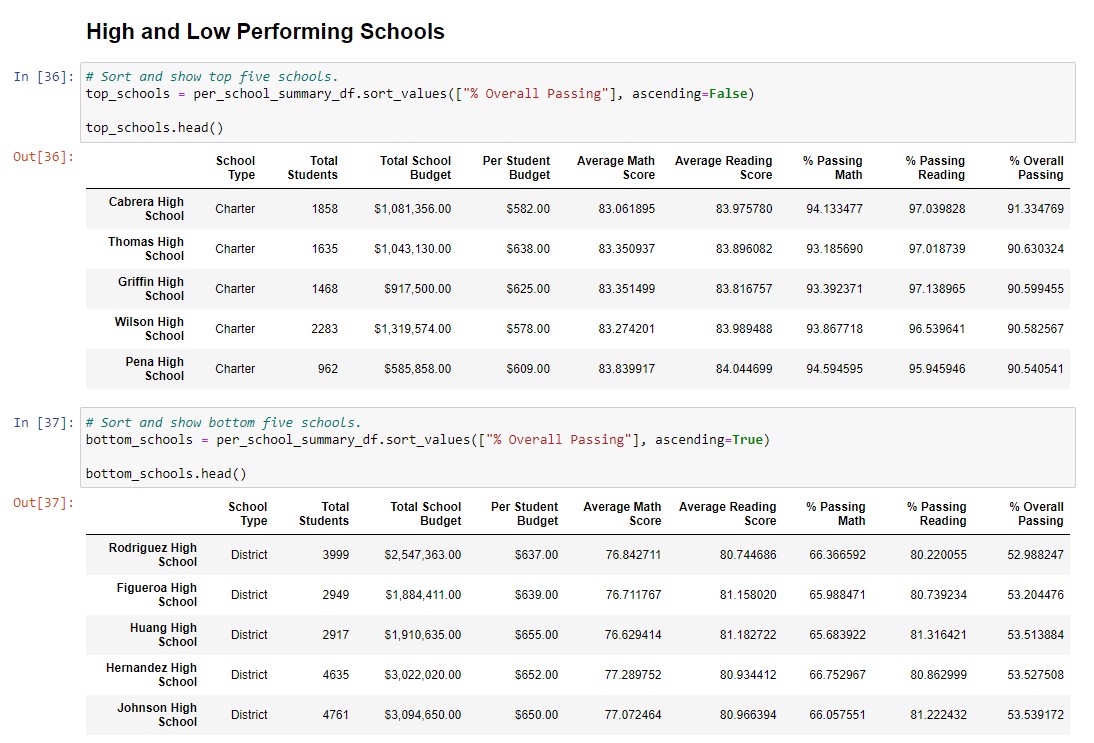 High and Low Performing Schools
In [36]: # Sort and show top five schools.
top_schools = per_school_summary_df.sort_values(["% Overall Passing"], ascending=False)
top_schools.head()
Out[36]:
School Total Total School Per Student Average Math Average Reading % Passing % Passing % Overall
Type Students Budget Budget Score Score Math Reading Passing
Cabrera High
School Charter 1858 $1,081,356.00 $582.00 83.061895 83.975780 94.133477 97.039828 91.334769
Thomas High
School Charter 1635 $1,043,130.00 $638.00 83.350937 83.896082 93.185690 97.018739 90.630324
Griffin High
School Charter 1468 $917,500.00 $625.00 83.351499 83.816757 93.392371 97.138965 90.599455
Wilson High
School Charter 2283 $1,319,574.00 $578.00 83.274201 83.989488 93.867718 96.539641 90.582567
Pena High
School Charter 962 $585,858.00 $609.00 83.839917 84.044699 94.594595 95.945946 90.540541
In [37]: # Sort and show bottom five schools.
bottom_schools = per_school_summary_df.sort_values(["% Overall Passing"], ascending=True)
bottom_schools.head()
Out[37]:
School Total Total School Per Student Average Math Average Reading % Passing % Passing % Overall
Type Students Budget Budget Score Score Math Reading Passing
Rodriguez High
School District 3999 $2,547,363.00 $637.00 76.842711 80.744686 66.366592 80.220055 52.988247
Figueroa High
School District 2949 $1,884,411.00 $639.00 76.711767 81.158020 65.988471 80.739234 53.204476
Huang High
School District 2917 $1,910,635.00 $655.00 76.629414 81.182722 65.683922 81.316421 53.513884
Hernandez High
School District 4635 $3,022,020.00 $652.00 77.289752 80.934412 66.752967 80.862999 53.527508
Johnson High
School District 4761 $3,094,650.00 $650.00 77.072464 80.966394 66.057551 81.222432 53.539172